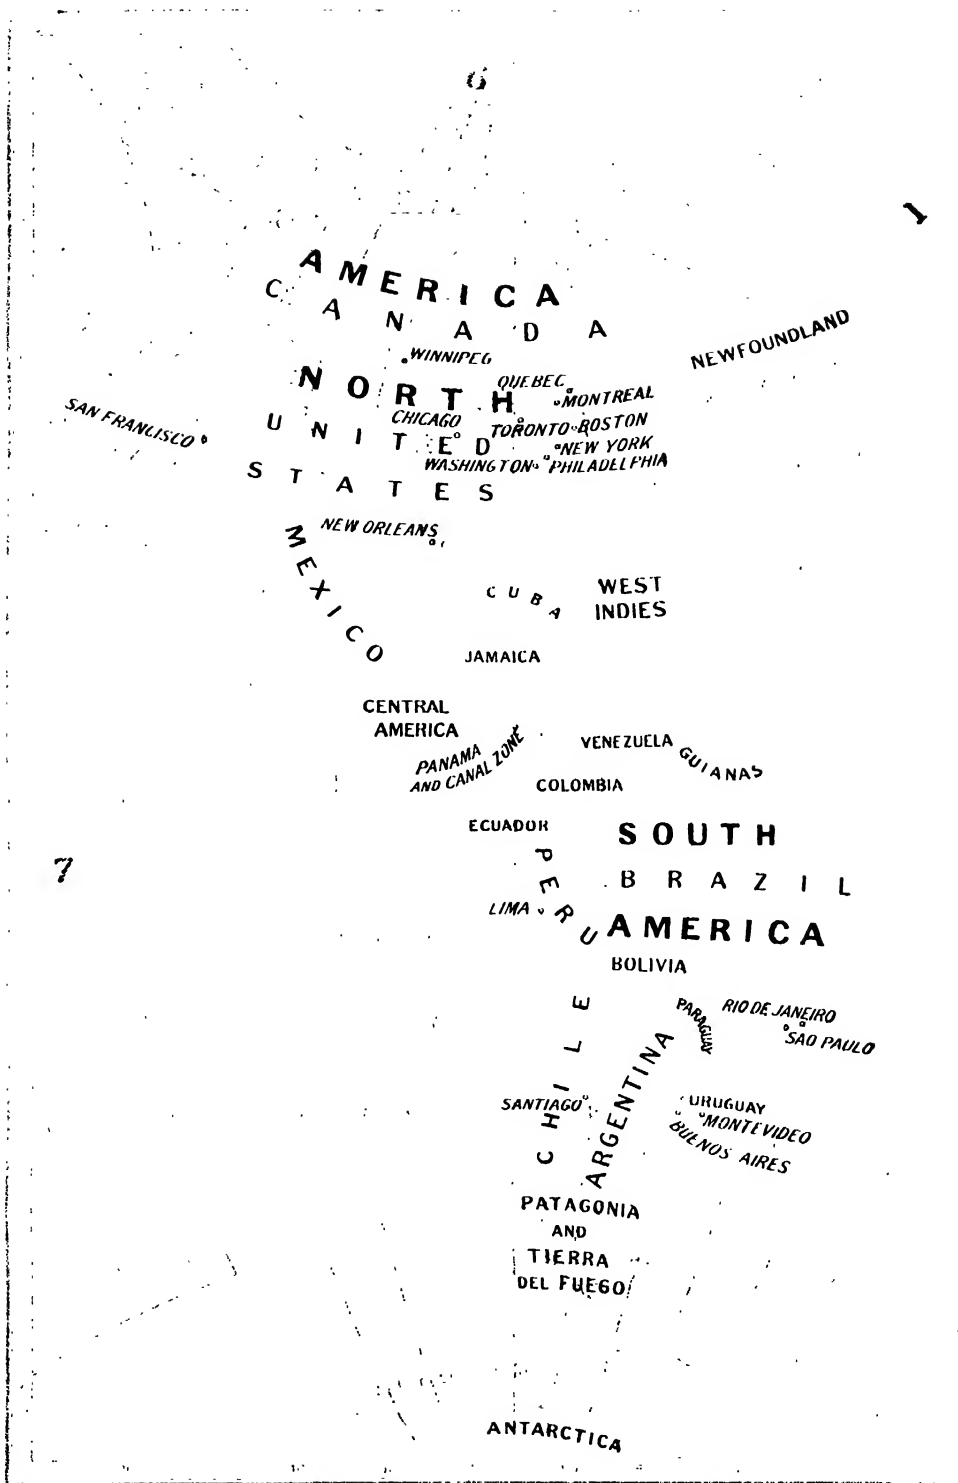 6
1
AMERICA
CANADA
NEWFOUNDLAND
WINNIPEG
NORTH
QUEBEC
MONTREAL
SAN FRANCISCO
CHICAGO
TORONTO
BOSTON
UNITED
NEW YORK
WASHINGTON
PHILADELPHIA
STATES
NEW ORLEANS
MEXICO
CUBA
WEST
INDIES
JAMAICA
CENTRAL
AMERICA
PANAMA
AND CANAL ZONE
VENEZUELA
GUIANAS
COLOMBIA
ECUADOR
SOUTH
7
PERU
BRAZIL
LIMA
AMERICA
BOLIVIA
CHILE
PARAGUAY
RIO DE JANEIRO
SAO PAULO
ARGENTINA
SANTIAGO
URUGUAY
MONTEVIDEO
BUENOS AIRES
PATAGONIA
AND
TIERRA
DEL FUEGO
ANTARCTICA